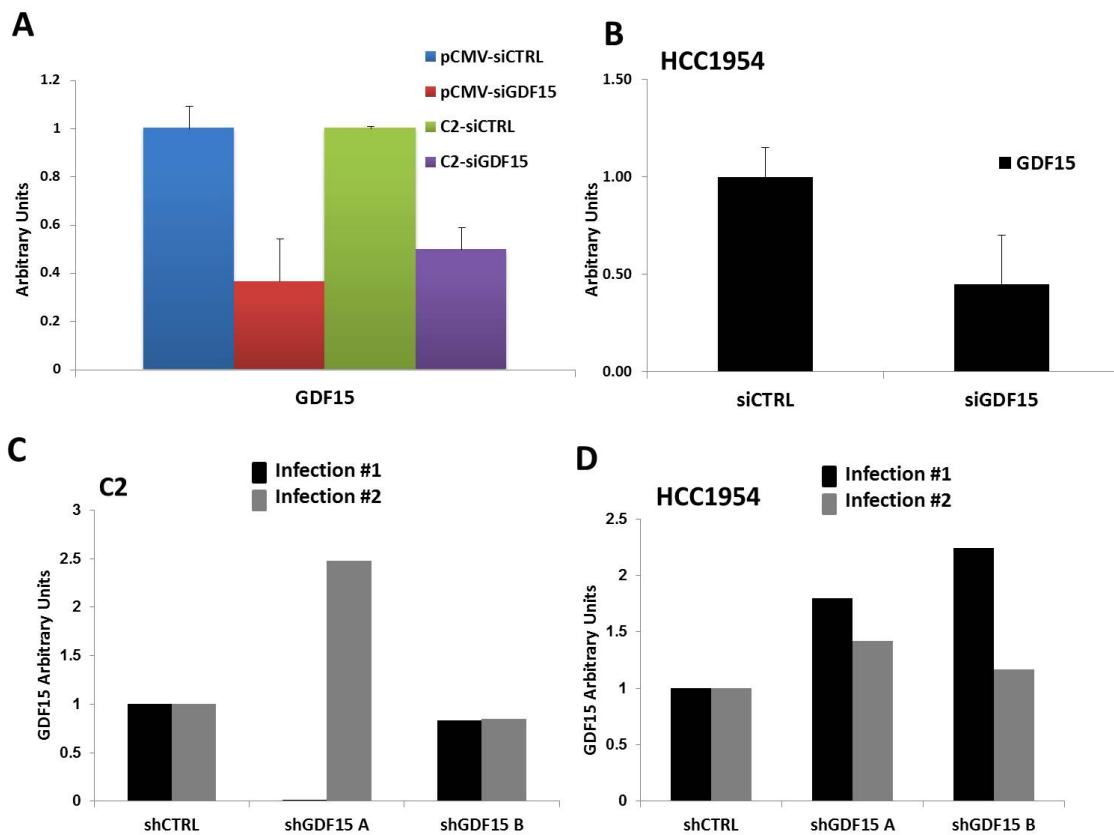 A
pCMV-siCTRL
pCMV-siGDF15
C2-siCTRL
C2-siGDF15
1.2
1
0.8
0.6
0.4
0.2
0
Arbitrary Units
GDF15
B
HCC1954
GDF15
1.50
1.00
0.50
0.00
Arbitrary Units
siCTRL
siGDF15
C
C2
Infection #1
Infection #2
3
2.5
2
1.5
1
0.5
0
GDF15 Arbitrary Units
shCTRL
shGDF15 A
shGDF15 B
D
HCC1954
Infection #1
Infection #2
2.5
2
1.5
1
0.5
0
GDF15 Arbitrary Units
shCTRL
shGDF15 A
shGDF15 B